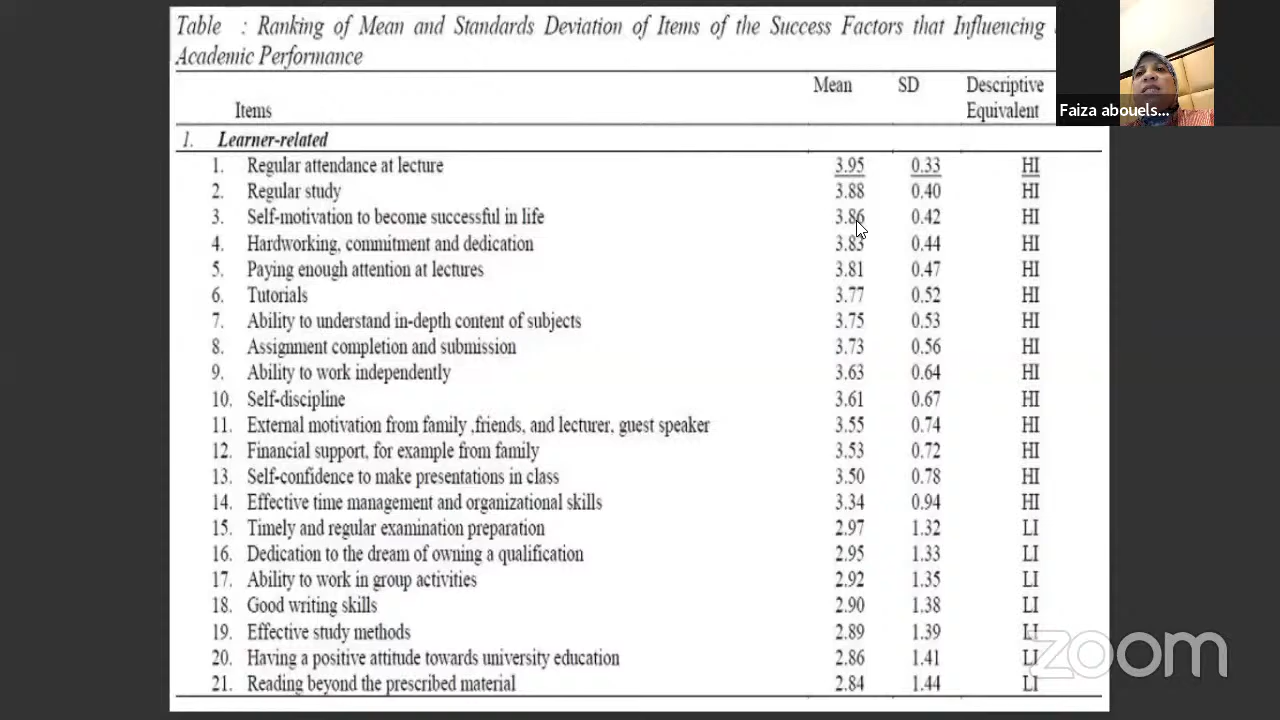 Table : Ranking of Mean and Standards Deviation of Items of the Success Factors that Influencing
Academic Performance
Items Mean SD Descriptive Equivalent
1. Learner-related
1. Regular attendance at lecture 3.95 0.33 HI
2. Regular study 3.88 0.40 HI
3. Self-motivation to become successful in life 3.86 0.42 HI
4. Hardworking, commitment and dedication 3.83 0.44 HI
5. Paying enough attention at lectures 3.81 0.47 HI
6. Tutorials 3.77 0.52 HI
7. Ability to understand in-depth content of subjects 3.75 0.53 HI
8. Assignment completion and submission 3.73 0.56 HI
9. Ability to work independently 3.63 0.64 HI
10. Self-discipline 3.61 0.67 HI
11. External motivation from family ,friends, and lecturer, guest speaker 3.55 0.74 HI
12. Financial support, for example from family 3.53 0.72 HI
13. Self-confidence to make presentations in class 3.50 0.78 HI
14. Effective time management and organizational skills 3.34 0.94 HI
15. Timely and regular examination preparation 2.97 1.32 LI
16. Dedication to the dream of owning a qualification 2.95 1.33 LI
17. Ability to work in group activities 2.92 1.35 LI
18. Good writing skills 2.90 1.38 LI
19. Effective study methods 2.89 1.39 LI
20. Having a positive attitude towards university education 2.86 1.41 LI
21. Reading beyond the prescribed material 2.84 1.44 LI
Faiza abouels...
zoom